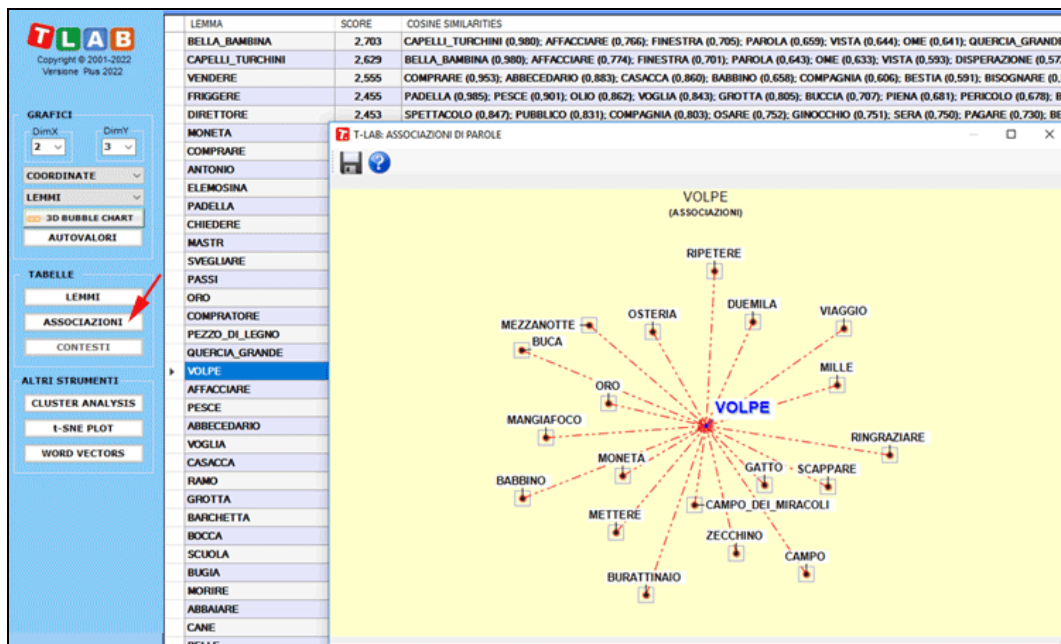 T LAB
Copyright © 2001-2022
Versione Plus 2022
GRAFICI
DimX
DimY
2
3
COORDINATE
LEMMI
3D BUBBLE CHART
AUTOVALORI
TABELLE
LEMMI
ASSOCIAZIONI
CONTESTI
ALTRI STRUMENTI
CLUSTER ANALYSIS
t-SNE PLOT
WORD VECTORS
LEMMA SCORE COSINE SIMILARITIES
BELLA_BAMBINA 2,703 CAPELLI_TURCHINI (0,980); AFFACCIARE (0,766); FINESTRA (0,705); PAROLA (0,659); VISTA (0,644); OME (0,641); QUERCIA_GRANDE
CAPELLI_TURCHINI 2,629 BELLA_BAMBINA (0,980); AFFACCIARE (0,774); FINESTRA (0,701); PAROLA (0,643); OME (0,633); VISTA (0,593); DISPERAZIONE (0,57
VENDERE 2,555 COMPRARE (0,953); ABBECEDARIO (0,883); CASACCA (0,860); BABBINO (0,658); COMPAGNIA (0,606); BESTIA (0,591); BISOGNARE (0,
FRIGGERE 2,455 PADELLA (0,985); PESCE (0,901); OLIO (0,862); VOGLIA (0,843); GROTTA (0,805); BUCCIA (0,707); PIENA (0,681); PERICOLO (0,678); B
DIRETTORE 2,453 SPETTACOLO (0,847); PUBBLICO (0,831); COMPAGNIA (0,803); OSARE (0,752); GINOCCHIO (0,751); SERA (0,750); PAGARE (0,730); BE
MONETA
COMPRARE
ANTONIO
ELEMOSINA
PADELLA
CHIEDERE
MASTR
SVEGLIARE
PASSI
ORO
COMPRATORE
PEZZO_DI_LEGNO
QUERCIA_GRANDE
VOLPE
AFFACCIARE
PESCE
ABBECEDARIO
VOGLIA
CASACCA
RAMO
GROTTA
BARCHETTA
BOCCA
SCUOLA
BUGIA
MORIRE
ABBAIARE
CANE
T-LAB: ASSOCIAZIONI DI PAROLE
VOLPE
(ASSOCIAZIONI)
RIPETERE
DUEMILA
OSTERIA
VIAGGIO
MEZZANOTTE
BUCA
MILLE
ORO
VOLPE
MANGIAFOCO
RINGRAZIARE
MONETA
GATTO
SCAPPARE
BABBINO
CAMPO_DEI_MIRACOLI
METTERE
ZECCHINO
CAMPO
BURATTINAIO